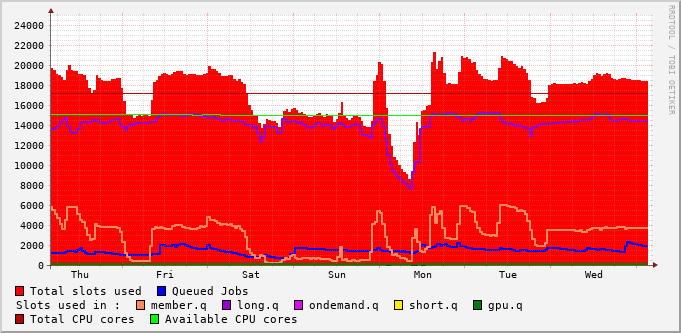 RRDTOOL / TOBI OETIKER
24000
22000
20000
18000
16000
14000
12000
10000
8000
6000
4000
2000
0
Thu Fri Sat Sun Mon Tue Wed
Total slots used Queued Jobs
Slots used in : member.q long.q ondemand.q short.q gpu.q
Total CPU cores Available CPU cores